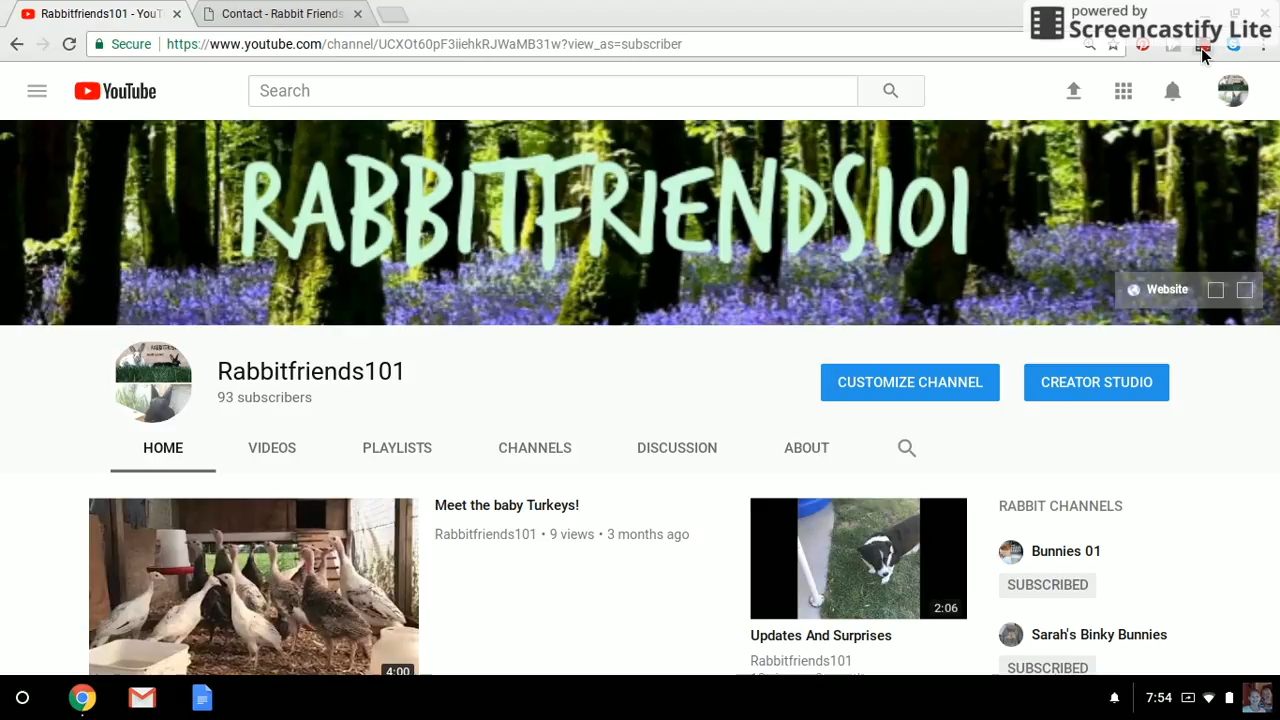 Rabbitfriends101 - YouT
Contact - Rabbit Friends
powered by
Screencastify Lite
Secure
https://www.youtube.com/channel/UCXOt60pF3iiehkRJWaMBS1w?view_as=subscriber
YouTube
Search
RABBITFRIENDS101
Website
Rabbitfriends101
93 subscribers
CUSTOMIZE CHANNEL
CREATOR STUDIO
HOME
VIDEOS
PLAYLISTS
CHANNELS
DISCUSSION
ABOUT
Meet the baby Turkeys!
Rabbitfriends101 • 9 views • 3 months ago
4:00
2:06
Updates And Surprises
Rabbitfriends101
RABBIT CHANNELS
Bunnies 01
SUBSCRIBED
Sarah's Binky Bunnies
SUBSCRIBED
7:54